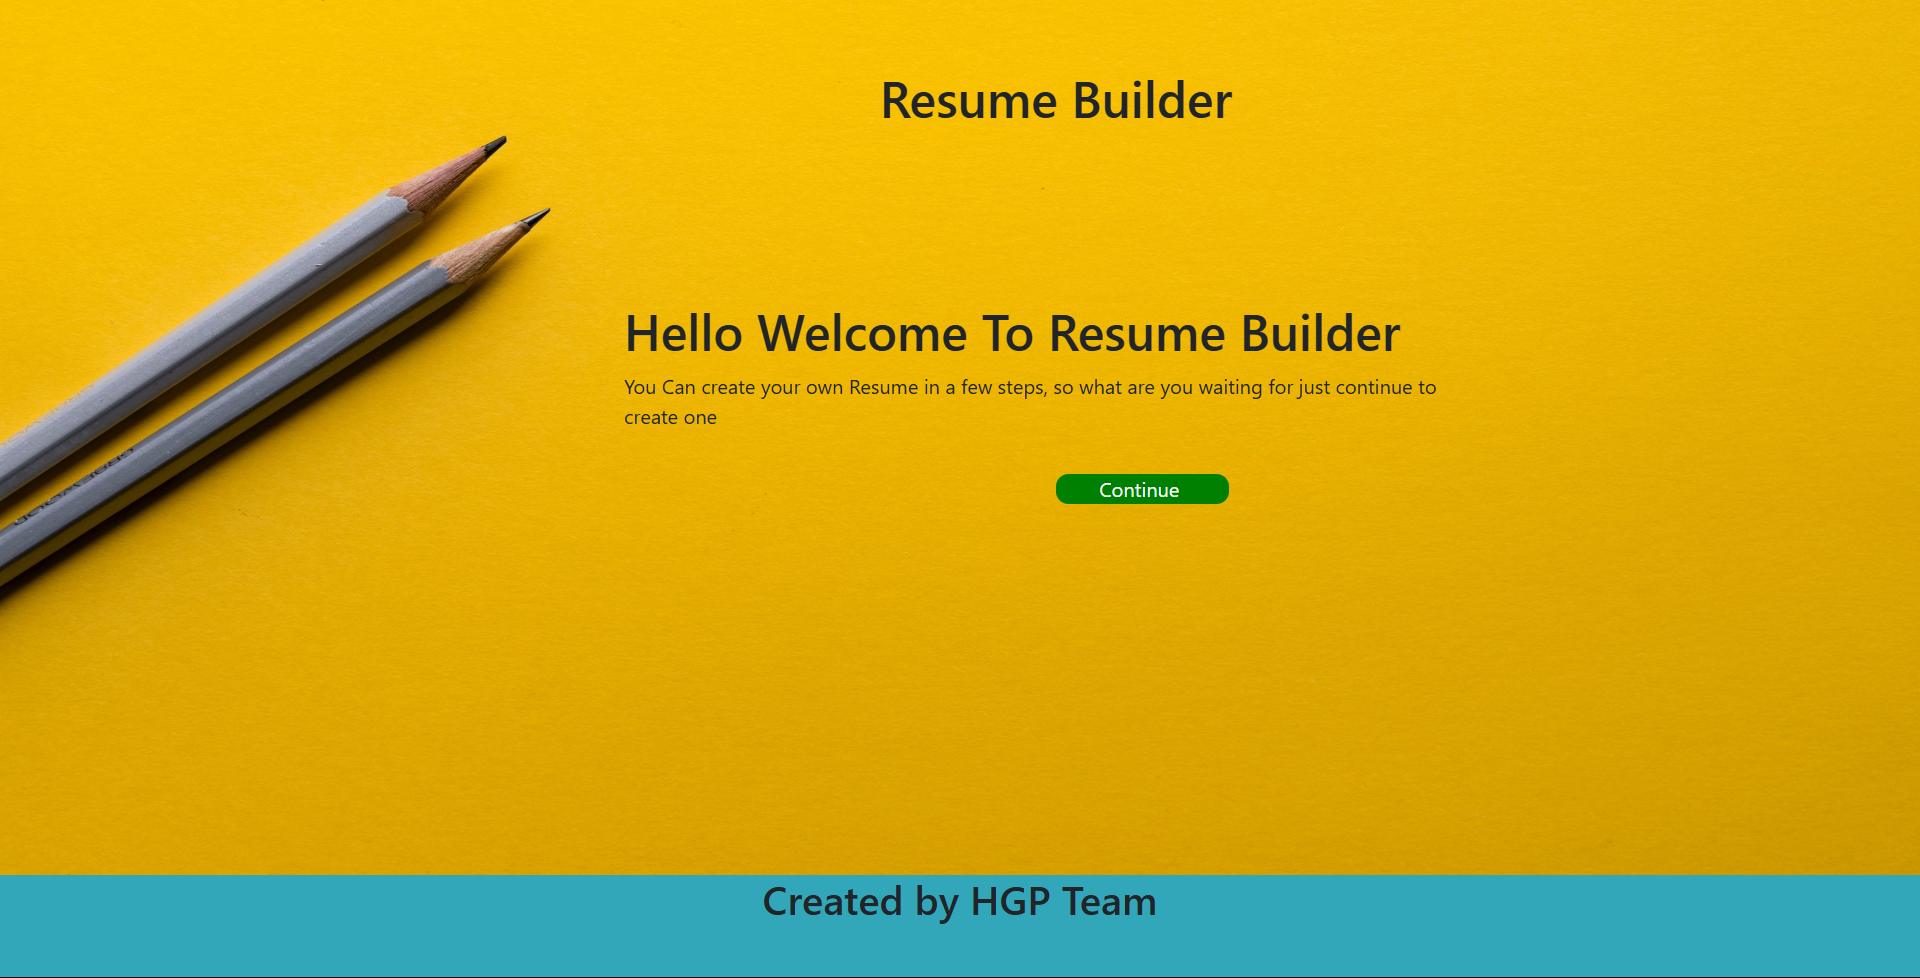 Resume Builder
Hello Welcome To Resume Builder
You Can create your own Resume in a few steps, so what are you waiting for just continue to
create one
Continue
Created by HGP Team